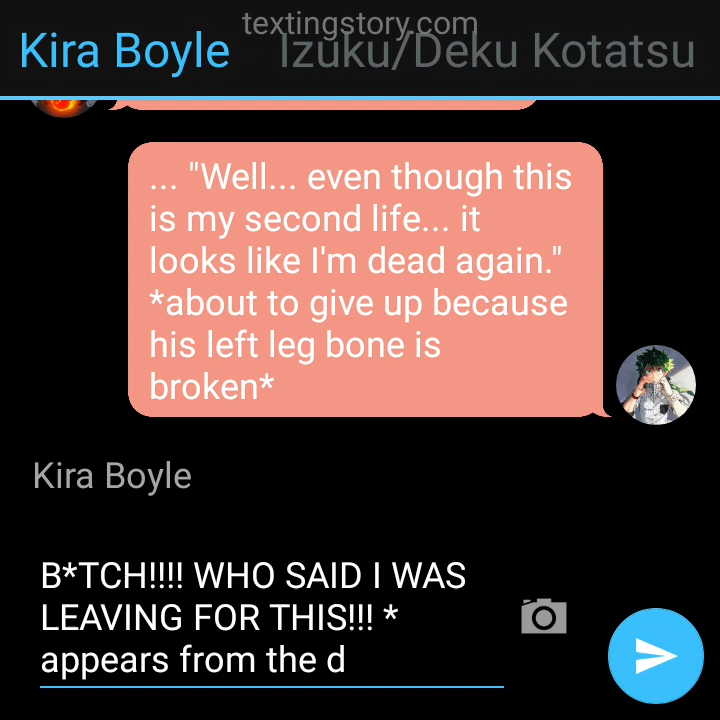 textingstory.com
Kira Boyle Izuku/Deku Kotatsu
... "Well... even though this
is my second life... it
looks like I'm dead again."
*about to give up because
his left leg bone is
broken*
Kira Boyle
B*TCH!!!! WHO SAID I WAS
LEAVING FOR THIS!!! *
appears from the d